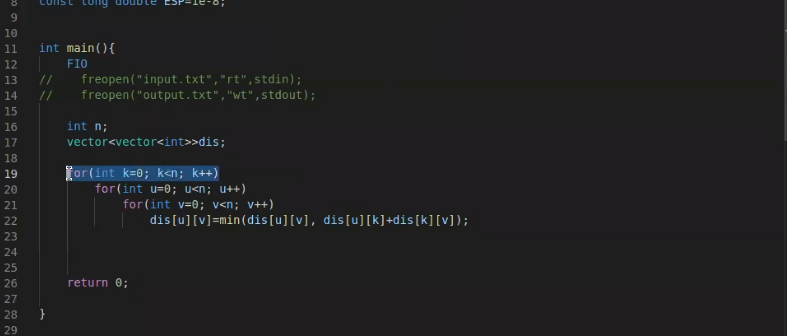 8 const long double ESP=1e-8;
9
10
11 int main(){
12     FIO
13 //    freopen("input.txt","rt",stdin);
14 //    freopen("output.txt","wt",stdout);
15
16     int n;
17     vector<vector<int>>dis;
18
19     for(int k=0; k<n; k++)
20         for(int u=0; u<n; u++)
21             for(int v=0; v<n; v++)
22                 dis[u][v]=min(dis[u][v], dis[u][k]+dis[k][v]);
23
24
25
26     return 0;
27
28 }
29